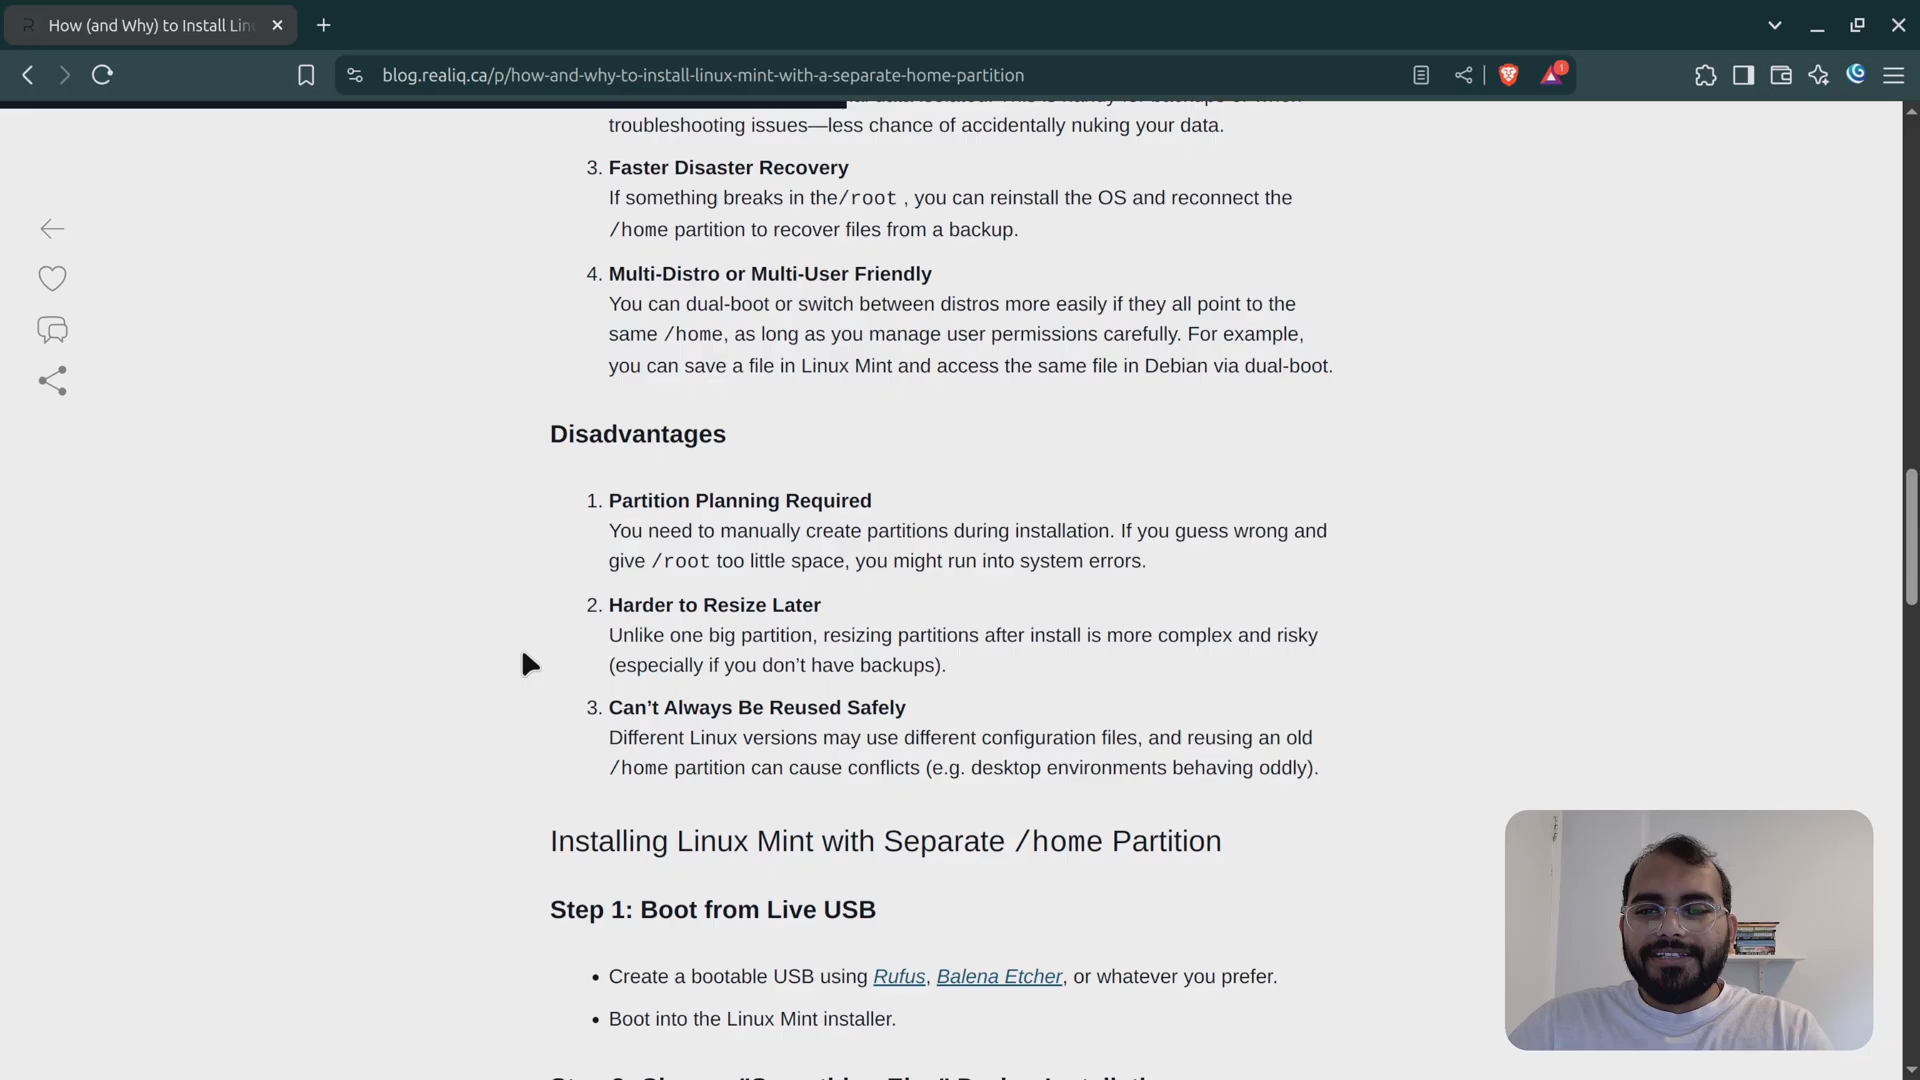 How (and Why) to Install Lin
blog.realiq.ca/p/how-and-why-to-install-linux-mint-with-a-separate-home-partition
1
troubleshooting issues—less chance of accidentally nuking your data.
3. Faster Disaster Recovery
If something breaks in the/root , you can reinstall the OS and reconnect the
/home partition to recover files from a backup.
4. Multi-Distro or Multi-User Friendly
You can dual-boot or switch between distros more easily if they all point to the
same /home, as long as you manage user permissions carefully. For example,
you can save a file in Linux Mint and access the same file in Debian via dual-boot.
Disadvantages
1. Partition Planning Required
You need to manually create partitions during installation. If you guess wrong and
give /root too little space, you might run into system errors.
2. Harder to Resize Later
Unlike one big partition, resizing partitions after install is more complex and risky
(especially if you don’t have backups).
3. Can’t Always Be Reused Safely
Different Linux versions may use different configuration files, and reusing an old
/home partition can cause conflicts (e.g. desktop environments behaving oddly).
Installing Linux Mint with Separate /home Partition
Step 1: Boot from Live USB
• Create a bootable USB using Rufus, Balena Etcher, or whatever you prefer.
• Boot into the Linux Mint installer.